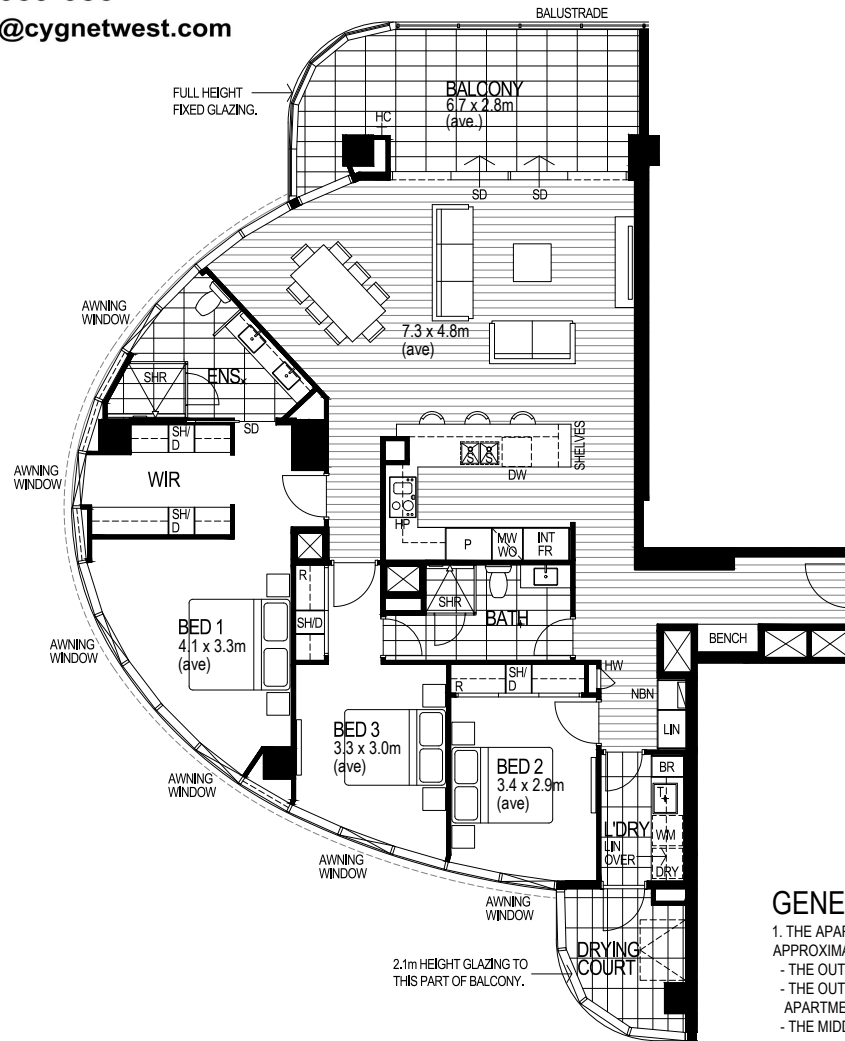 @cygnetwest.com
BALUSTRADE
FULL HEIGHT
FIXED GLAZING.
BALCONY
6.7 x 2.8m
(ave.)
HC
SD
SD
AWNING
WINDOW
7.3 x 4.8m
(ave)
SHR
ENS.
SD
SH/
D
SHELVES
DW
AWNING
WINDOW
WIR
SH/
D
HP
P
MW
WO
INT
FR
R
SHR
BATH
SH/D
BED 1
4.1 x 3.3m
(ave)
AWNING
WINDOW
BENCH
HW
R
SH/
D
NBN
LIN
BED 3
3.3 x 3.0m
(ave)
BED 2
3.4 x 2.9m
(ave)
AWNING
WINDOW
BR
T
L'DRY
WM
LIN
OVER
DRY
AWNING
WINDOW
AWNING
WINDOW
DRYING
COURT
2.1m HEIGHT GLAZING TO
THIS PART OF BALCONY.
GENE
1. THE APAR
APPROXIMA
- THE OUT
- THE OUT
APARTME
- THE MIDD